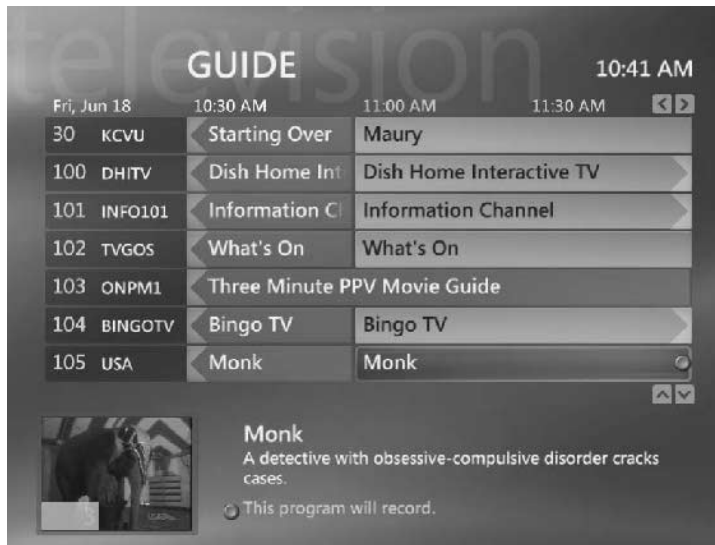 television
GUIDE
10:41 AM
Fri, Jun 18 10:30 AM 11:00 AM 11:30 AM
30 KCVU Starting Over Maury
100 DHITV Dish Home Int Dish Home Interactive TV
101 INFO101 Information Cl Information Channel
102 TVGOS What's On What's On
103 ONPM1 Three Minute PPV Movie Guide
104 BINGOTV Bingo TV Bingo TV
105 USA Monk Monk
Monk
A detective with obsessive-compulsive disorder cracks
cases.
This program will record.